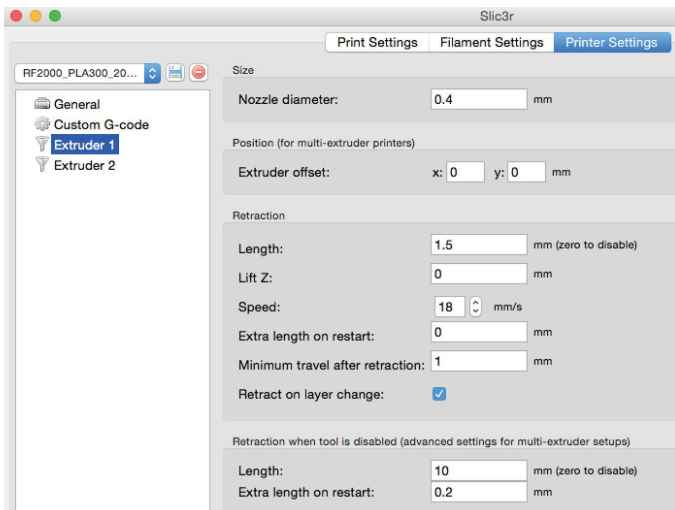 Slic3r
Print Settings Filament Settings Printer Settings
RF2000_PLA300_20...
General
Custom G-code
Extruder 1
Extruder 2
Size
Nozzle diameter: 0.4 mm
Position (for multi-extruder printers)
Extruder offset: x: 0 y: 0 mm
Retraction
Length: 1.5 mm (zero to disable)
Lift Z: 0 mm
Speed: 18 mm/s
Extra length on restart: 0 mm
Minimum travel after retraction: 1 mm
Retract on layer change:
Retraction when tool is disabled (advanced settings for multi-extruder setups)
Length: 10 mm (zero to disable)
Extra length on restart: 0.2 mm